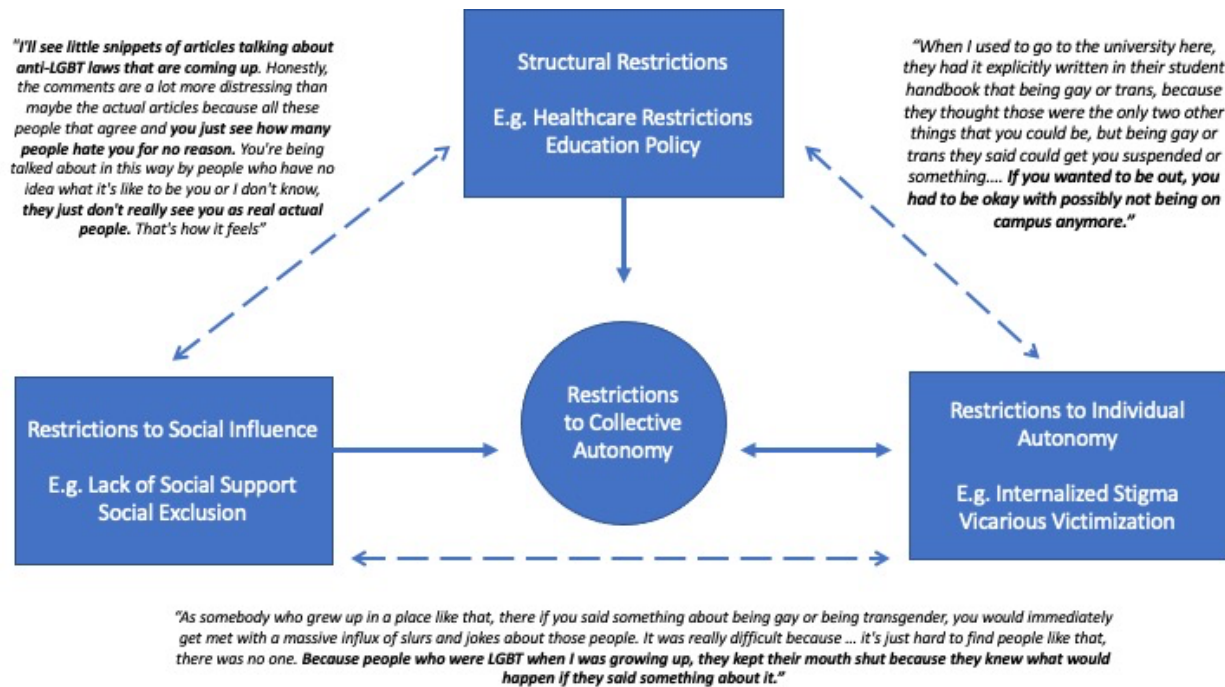 “I'll see little snippets of articles talking about
anti-LGBT laws that are coming up. Honestly,
the comments are a lot more distressing than
maybe the actual articles because all these
people that agree and you just see how many
people hate you for no reason. You're being
talked about in this way by people who have no
idea what it's like to be you or I don't know,
they just don't really see you as real actual
people. That's how it feels”
Structural Restrictions
E.g. Healthcare Restrictions
Education Policy
“When I used to go to the university here,
they had it explicitly written in their student
handbook that being gay or trans, because
they thought those were the only two other
things that you could be, but being gay or
trans they said could get you suspended or
something.... If you wanted to be out, you
had to be okay with possibly not being on
campus anymore.”
Restrictions to Social Influence
E.g. Lack of Social Support
Social Exclusion
Restrictions
to Collective
Autonomy
Restrictions to Individual
Autonomy
E.g. Internalized Stigma
Vicarious Victimization
“As somebody who grew up in a place like that, there if you said something about being gay or being transgender, you would immediately
get met with a massive influx of slurs and jokes about those people. It was really difficult because ... it's just hard to find people like that,
there was no one. Because people who were LGBT when I was growing up, they kept their mouth shut because they knew what would
happen if they said something about it.”